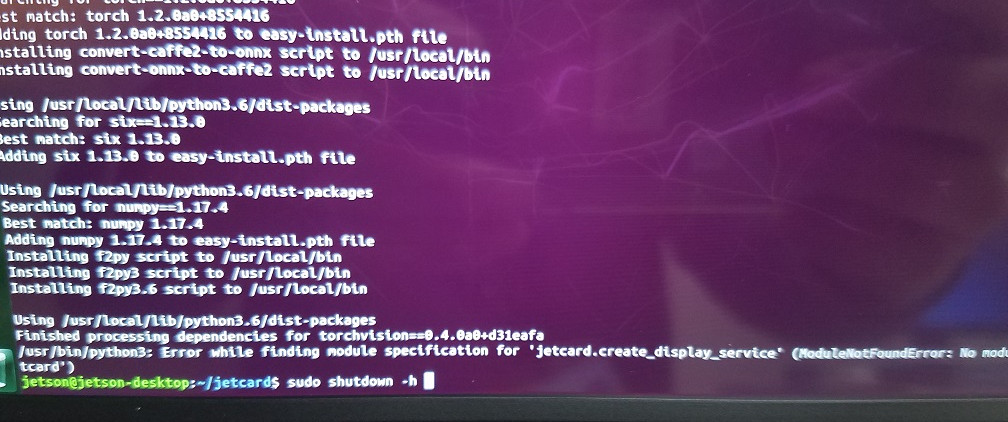 est match: torch 1.2.0a0+8554416
dding torch 1.2.0a0+8554416 to easy-install.pth file
nstalling convert-caffe2-to-onnx script to /usr/local/bin
nstalling convert-onnx-to-caffe2 script to /usr/local/bin
sing /usr/local/lib/python3.6/dist-packages
Searching for six==1.13.0
Best match: six 1.13.0
Adding six 1.13.0 to easy-install.pth file
Using /usr/local/lib/python3.6/dist-packages
Searching for numpy==1.17.4
Best match: numpy 1.17.4
Adding numpy 1.17.4 to easy-install.pth file
Installing f2py script to /usr/local/bin
Installing f2py3 script to /usr/local/bin
Installing f2py3.6 script to /usr/local/bin
Using /usr/local/lib/python3.6/dist-packages
Finished processing dependencies for torchvision==0.4.0a0+d31eafa
/usr/bin/python3: Error while finding module specification for 'jetcard.create_display_service' (ModuleNotFoundError: No modu
tcard')
jetson@jetson-desktop:~/jetcard$ sudo shutdown -h